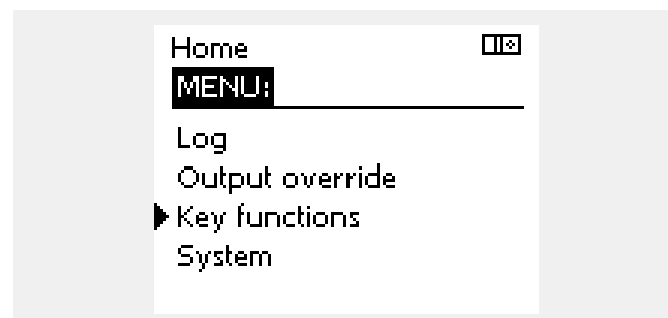 Home
MENU:
Log
Output override
Key functions
System